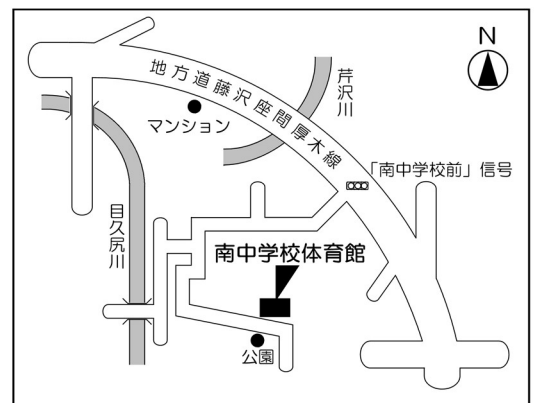 N
地方道藤沢座間厚木線
芹沢川
マンション
「南中学校前」信号
目久尻川
南中学校体育館
公園